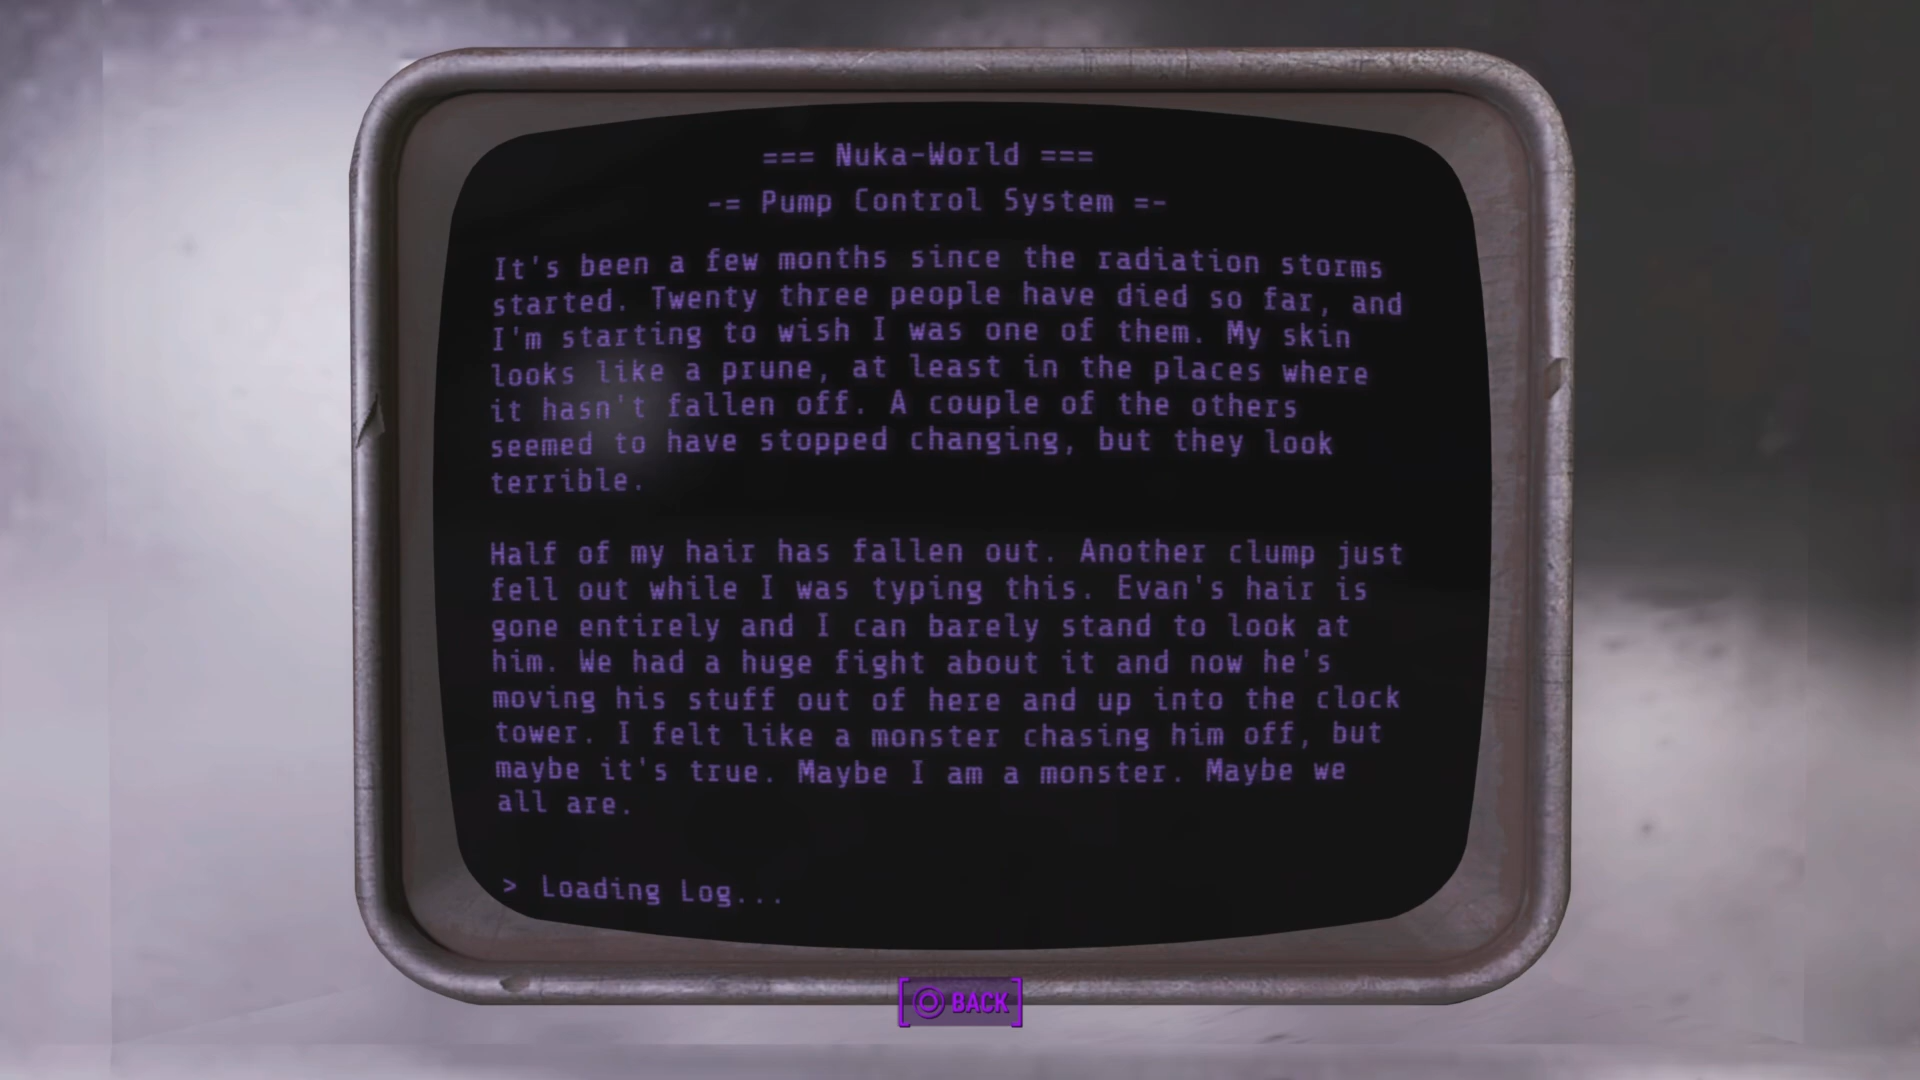 === Nuka-World ===
-= Pump Control System =-
It's been a few months since the radiation storms
started. Twenty three people have died so far, and
I'm starting to wish I was one of them. My skin
looks like a prune, at least in the places where
it hasn't fallen off. A couple of the others
seemed to have stopped changing, but they look
terrible.
Half of my hair has fallen out. Another clump just
fell out while I was typing this. Evan's hair is
gone entirely and I can barely stand to look at
him. We had a huge fight about it and now he's
moving his stuff out of here and up into the clock
tower. I felt like a monster chasing him off, but
maybe it's true. Maybe I am a monster. Maybe we
all are.
> Loading Log...
BACK